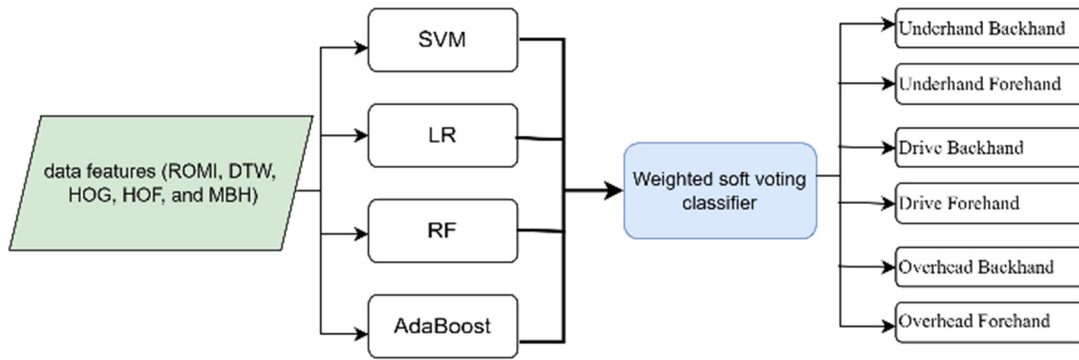 data features (ROMI, DTW,
HOG, HOF, and MBH)
SVM
LR
RF
AdaBoost
Weighted soft voting
classifier
Underhand Backhand
Underhand Forehand
Drive Backhand
Drive Forehand
Overhead Backhand
Overhead Forehand